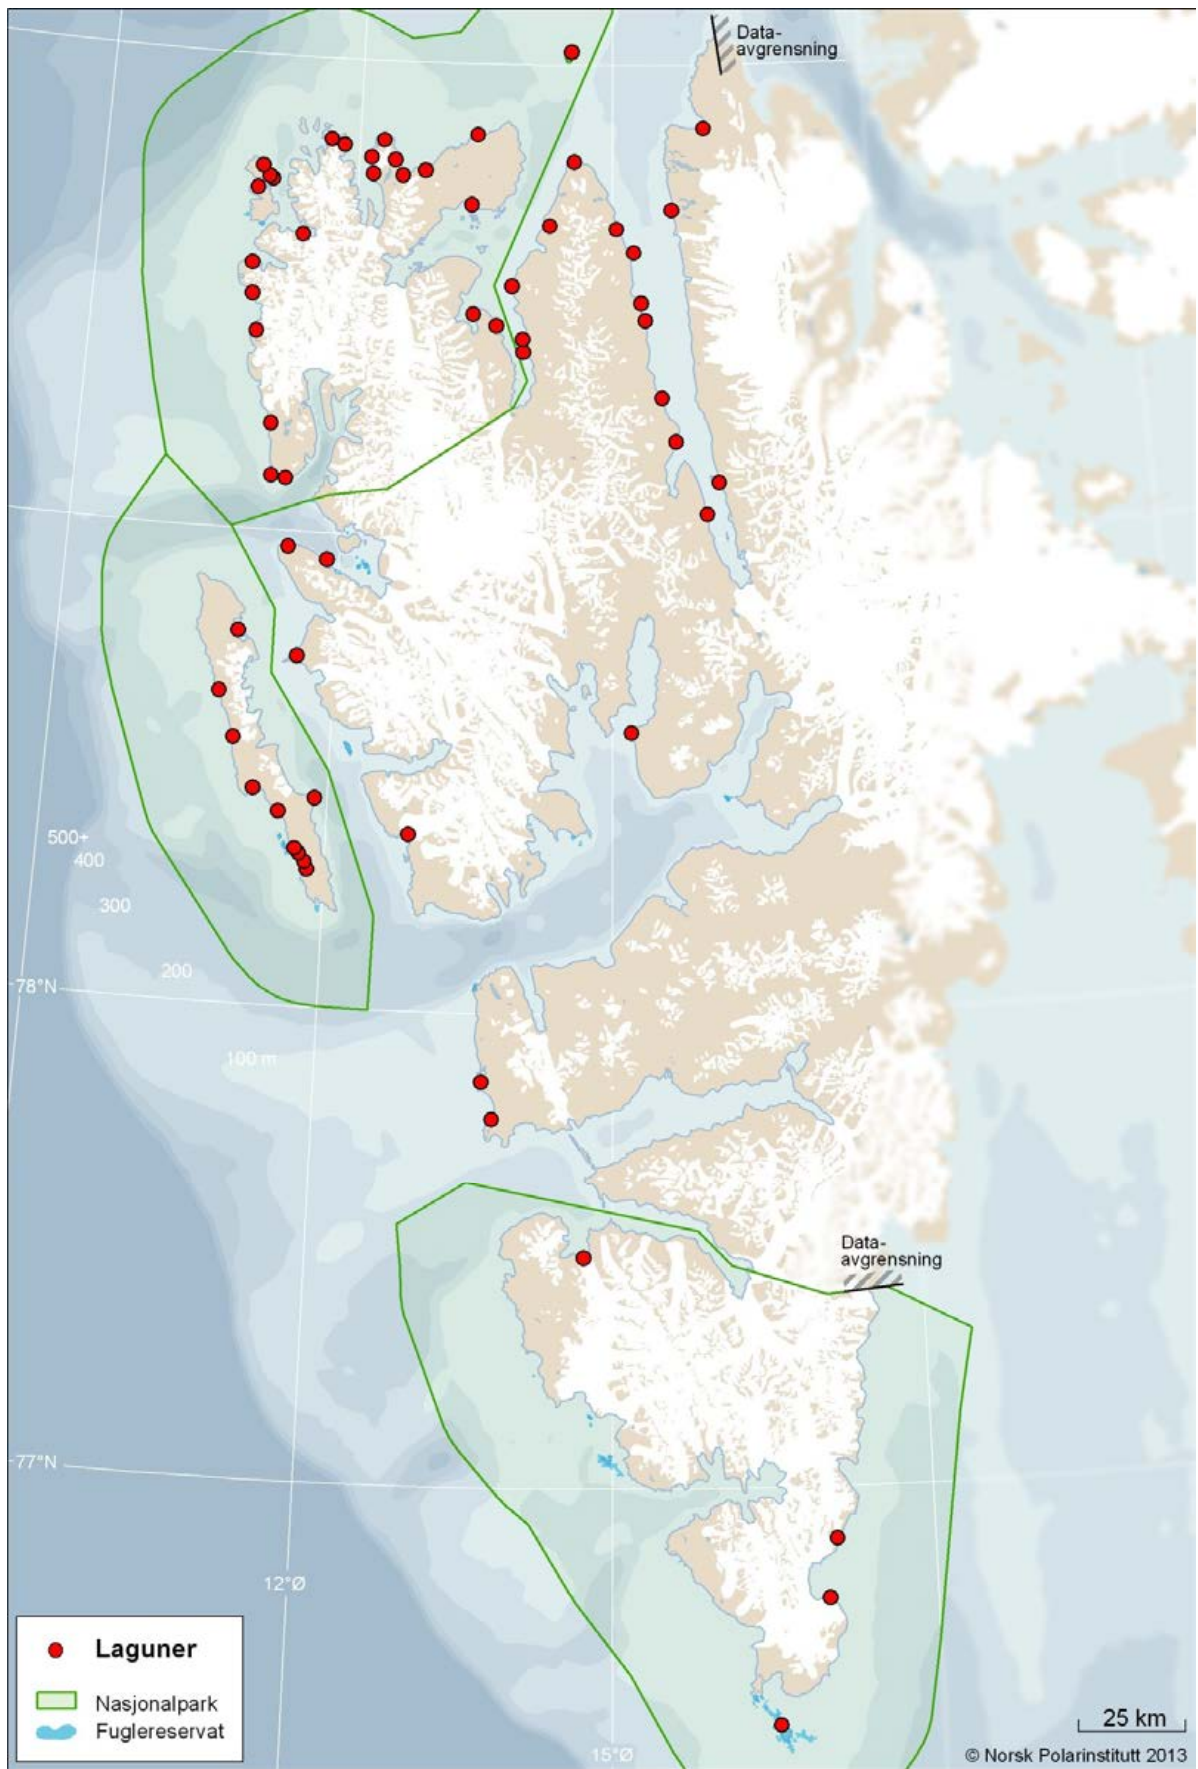 Data-
avgrensning
500+
400
300
200
78°N
100 m
Data-
avgrensning
77°N
12°Ø
15°Ø
Laguner
Nasjonalpark
Fuglereservat
25 km
© Norsk Polarinstitutt 2013